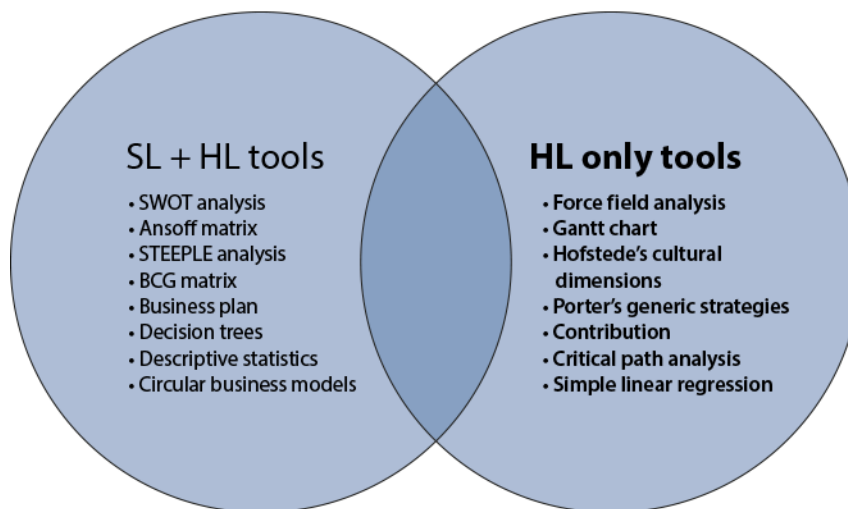 SL + HL tools
• SWOT analysis
• Ansoff matrix
• STEEPLE analysis
• BCG matrix
• Business plan
• Decision trees
• Descriptive statistics
• Circular business models
HL only tools
• Force field analysis
• Gantt chart
• Hofstede's cultural
dimensions
• Porter's generic strategies
• Contribution
• Critical path analysis
• Simple linear regression